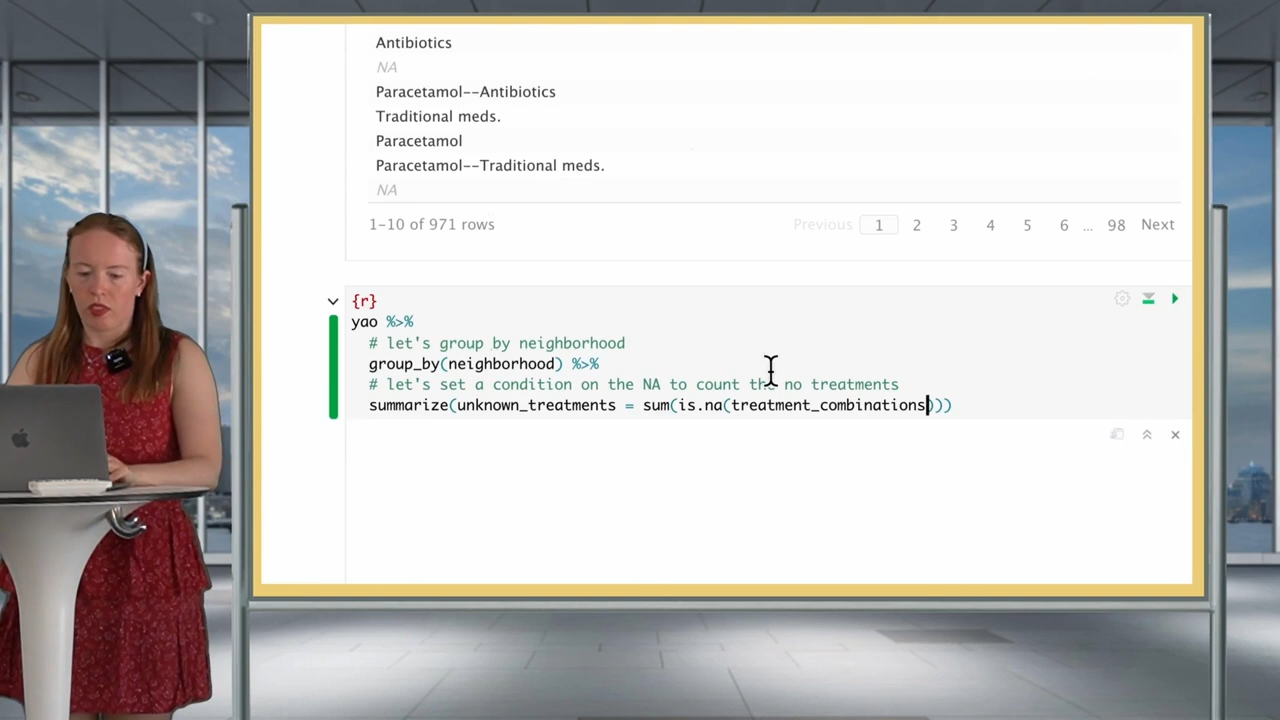 Antibiotics
NA
Paracetamol--Antibiotics
Traditional meds.
Paracetamol
Paracetamol--Traditional meds.
NA
1-10 of 971 rows Previous 1 2 3 4 5 6 ... 98 Next
{r}
yao %>%
# let's group by neighborhood
group_by(neighborhood) %>%
# let's set a condition on the NA to count the no treatments
summarize(unknown_treatments = sum(is.na(treatment_combinations)))